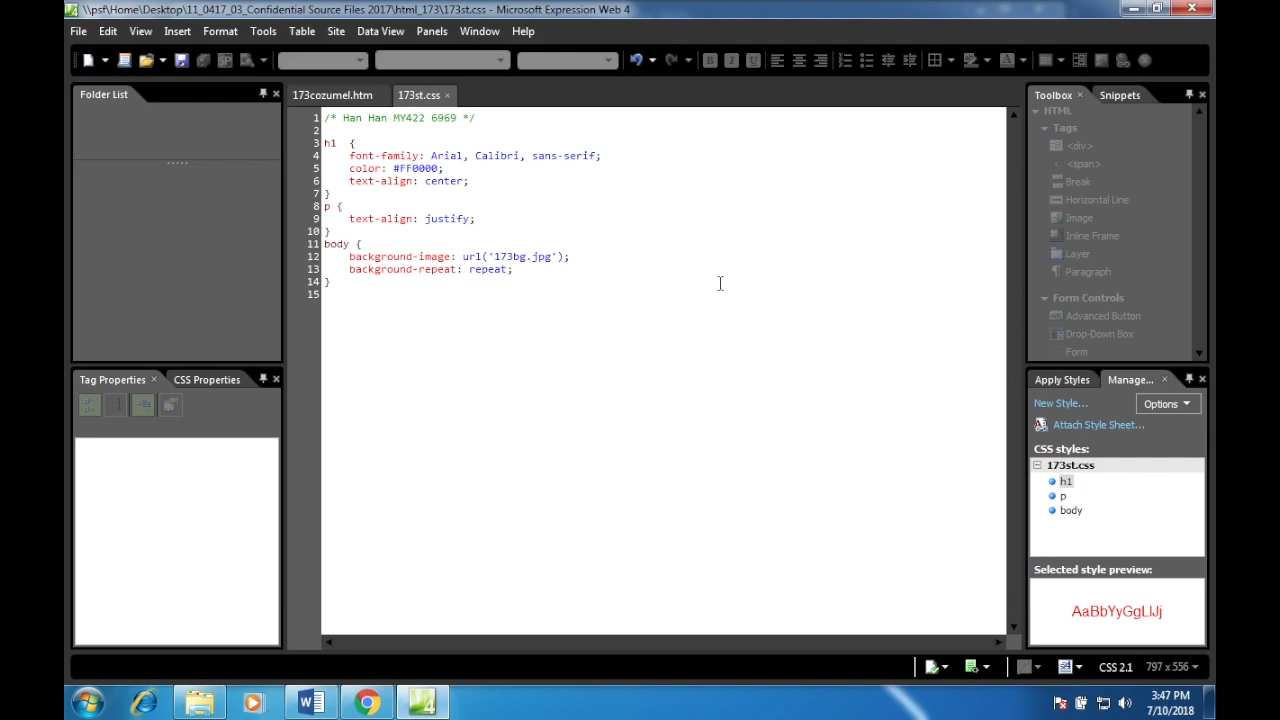 \\psf\Home\Desktop\11_0417_03_Confidential Source Files 2017\html_173\173st.css - Microsoft Expression Web 4
File Edit View Insert Format Tools Table Site Data View Panels Window Help
Folder List
173cozumel.htm 173st.css ×
Toolbox × Snippets
1 /* Han Han MY422 6969 */
2
3 h1 {
4 font-family: Arial, Calibri, sans-serif;
5 color: #FF0000;
6 text-align: center;
7 }
8 p {
9 text-align: justify;
10 }
11 body {
12 background-image: url('173bg.jpg');
13 background-repeat: repeat;
14 }
15
HTML
Tags
<div>
<span>
Break
Horizontal Line
Image
Inline Frame
Layer
Paragraph
Form Controls
Advanced Button
Drop-Down Box
Form
Tag Properties × CSS Properties
Apply Styles Manage... ×
New Style... Options
Attach Style Sheet...
CSS styles:
173st.css
h1
p
body
Selected style preview:
AaBbYyGgLlJj
CSS 2.1 797 x 556
3:47 PM
7/10/2018